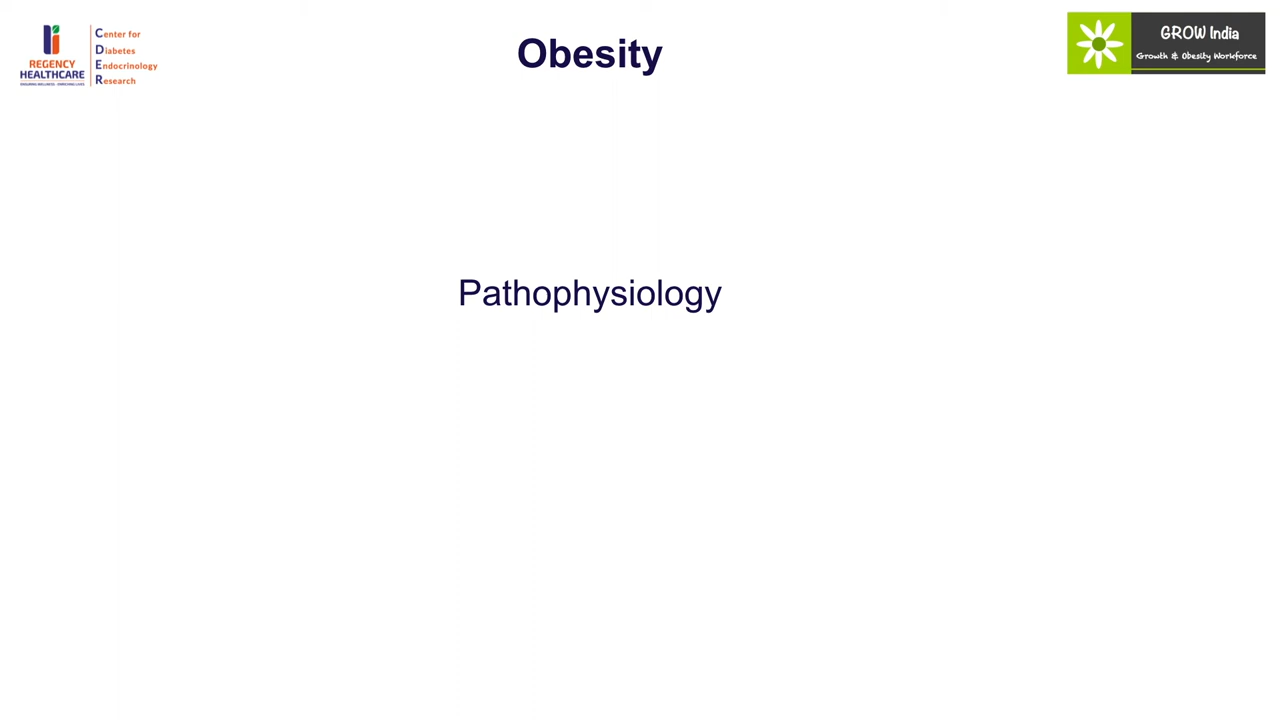 REGENCY
HEALTHCARE
Center for
Diabetes
Endocrinology
Research
Obesity
GROW India
Growth & Obesity Workforce
Pathophysiology